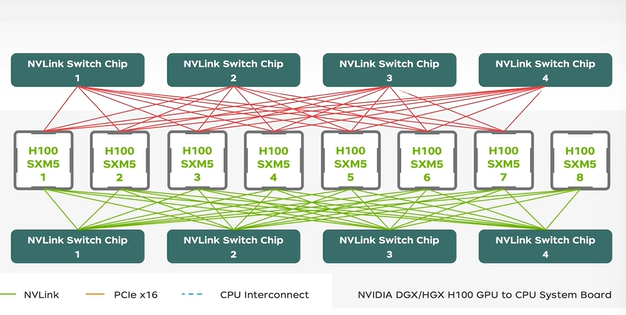 NVLink Switch Chip
1
NVLink Switch Chip
2
NVLink Switch Chip
3
NVLink Switch Chip
4
H100
SXM5
1
H100
SXM5
2
H100
SXM5
3
H100
SXM5
4
H100
SXM5
5
H100
SXM5
6
H100
SXM5
7
H100
SXM5
8
NVLink Switch Chip
1
NVLink Switch Chip
2
NVLink Switch Chip
3
NVLink Switch Chip
4
NVLink
PCIe x16
CPU Interconnect
NVIDIA DGX/HGX H100 GPU to CPU System Board